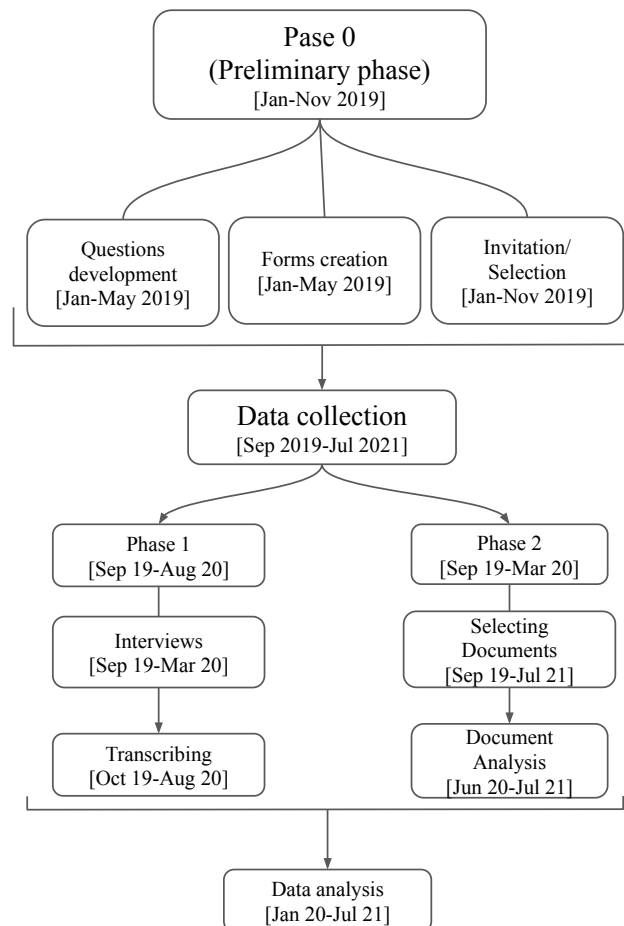 Pase 0
(Preliminary phase)
[Jan-Nov 2019]
Questions
development
[Jan-May 2019]
Forms creation
[Jan-May 2019]
Invitation/
Selection
[Jan-Nov 2019]
Data collection
[Sep 2019-Jul 2021]
Phase 1
[Sep 19-Aug 20]
Phase 2
[Sep 19-Mar 20]
Interviews
[Sep 19-Mar 20]
Selecting
Documents
[Sep 19-Jul 21]
Transcribing
[Oct 19-Aug 20]
Document
Analysis
[Jun 20-Jul 21]
Data analysis
[Jan 20-Jul 21]